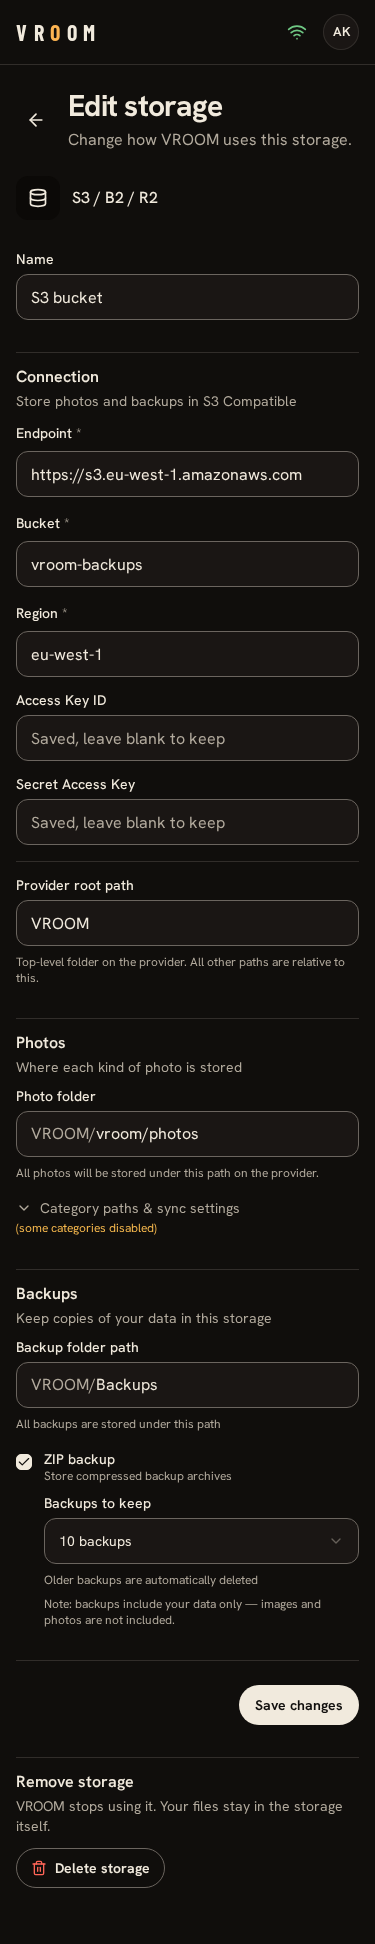 VROOM
AK
Edit storage
Change how VROOM uses this storage.
S3 / B2 / R2
Name
S3 bucket
Connection
Store photos and backups in S3 Compatible
Endpoint *
https://s3.eu-west-1.amazonaws.com
Bucket *
vroom-backups
Region *
eu-west-1
Access Key ID
Saved, leave blank to keep
Secret Access Key
Saved, leave blank to keep
Provider root path
VROOM
Top-level folder on the provider. All other paths are relative to
this.
Photos
Where each kind of photo is stored
Photo folder
VROOM/vroom/photos
All photos will be stored under this path on the provider.
Category paths & sync settings
(some categories disabled)
Backups
Keep copies of your data in this storage
Backup folder path
VROOM/Backups
All backups are stored under this path
ZIP backup
Store compressed backup archives
Backups to keep
10 backups
Older backups are automatically deleted
Note: backups include your data only — images and
photos are not included.
Save changes
Remove storage
VROOM stops using it. Your files stay in the storage
itself.
Delete storage